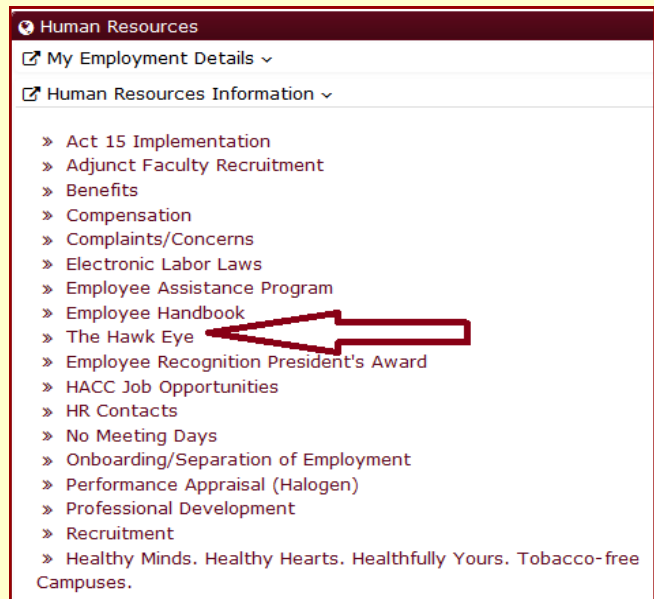 Human Resources
My Employment Details
Human Resources Information
» Act 15 Implementation
» Adjunct Faculty Recruitment
» Benefits
» Compensation
» Complaints/Concerns
» Electronic Labor Laws
» Employee Assistance Program
» Employee Handbook
» The Hawk Eye
» Employee Recognition President's Award
» HACC Job Opportunities
» HR Contacts
» No Meeting Days
» Onboarding/Separation of Employment
» Performance Appraisal (Halogen)
» Professional Development
» Recruitment
» Healthy Minds. Healthy Hearts. Healthfully Yours. Tobacco-free
Campuses.